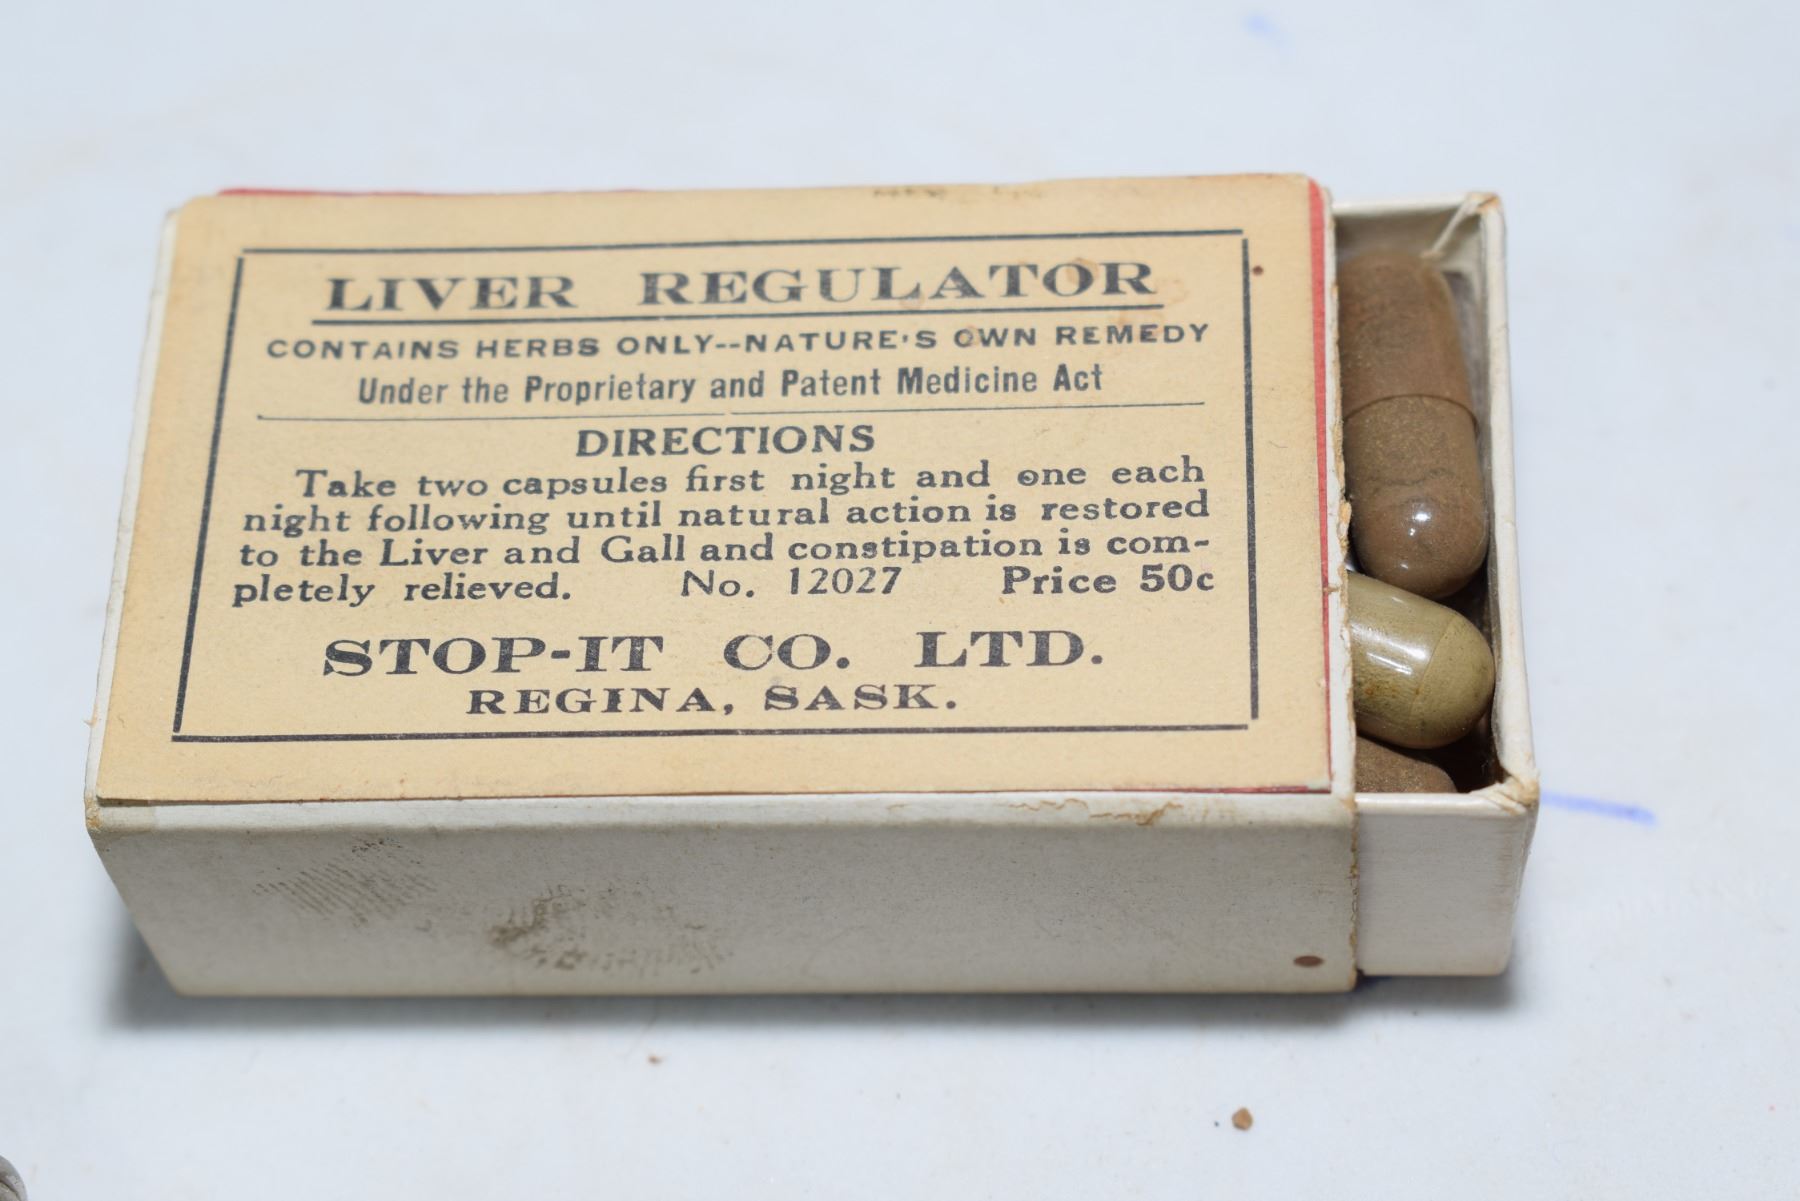 LIVER REGULATOR
CONTAINS HERBS ONLY--NATURE'S OWN REMEDY
Under the Proprietary and Patent Medicine Act
DIRECTIONS
Take two capsules first night and one each
night following until natural action is restored
to the Liver and Gall and constipation is com-
pletely relieved. No. 12027 Price 50c
STOP-IT CO. LTD.
REGINA, SASK.